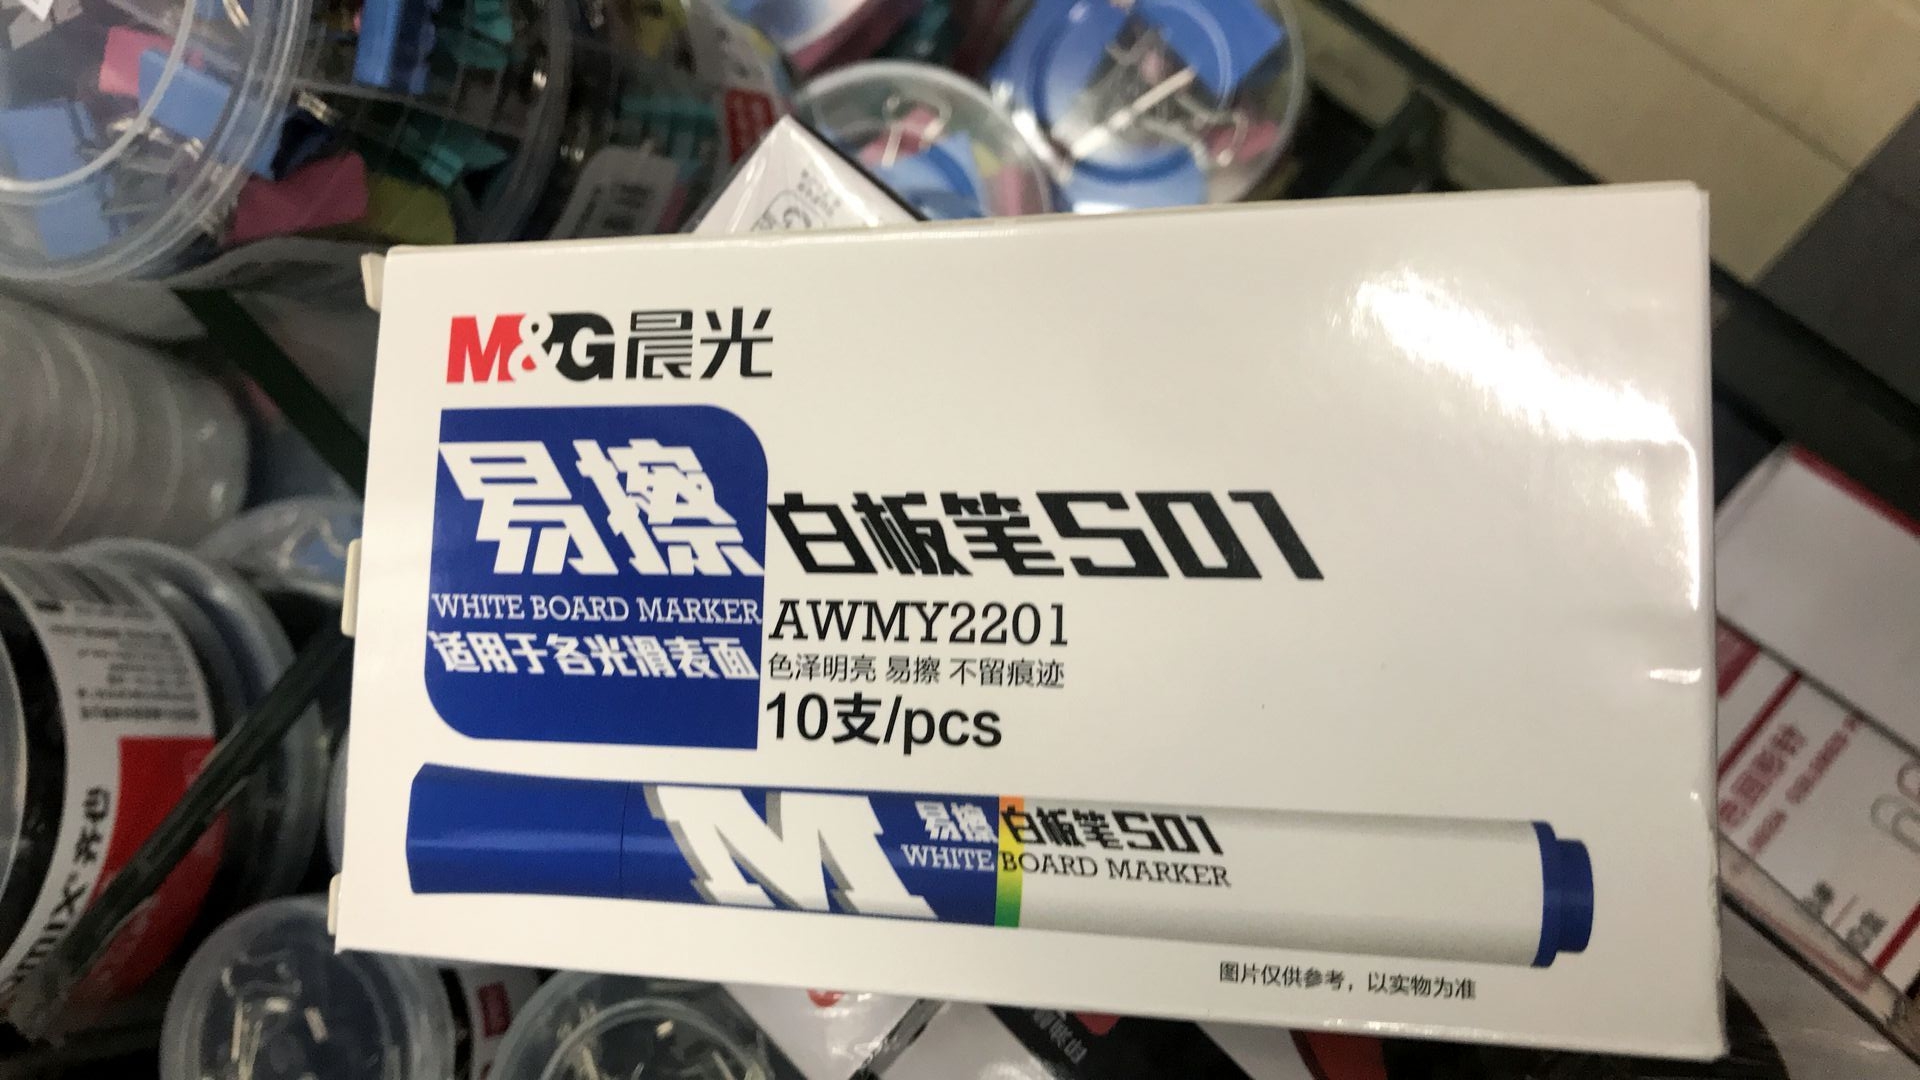 M&G晨光
易擦
白板笔S01
WHITE BOARD MARKER
AWMY2201
适用于各光滑表面
色泽明亮 易擦 不留痕迹
10支/pcs
M
易擦白板笔S01
WHITE BOARD MARKER
图片仅供参考，以实物为准
齐心